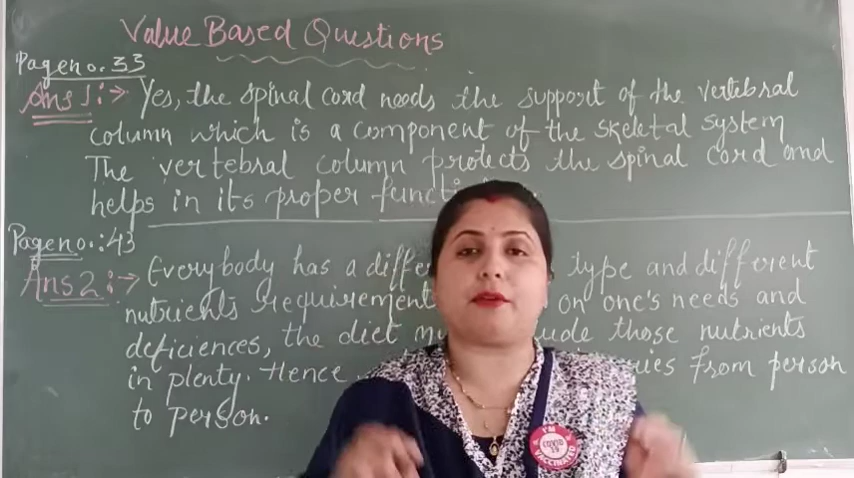 Value Based Questions
Page no. 33
Ans 1:→ Yes, the spinal cord needs the support of the vertebral
column which is a component of the skeletal system
The vertebral column protects the spinal cord and
helps in its proper
Page no.: 43
Ans 2:→ Everybody has a type and different
nutrients requirement on one's needs and
deficiences, the diet those nutrients
in plenty. Hence from person
to person.
I'M
COVID
19
VACCINATED